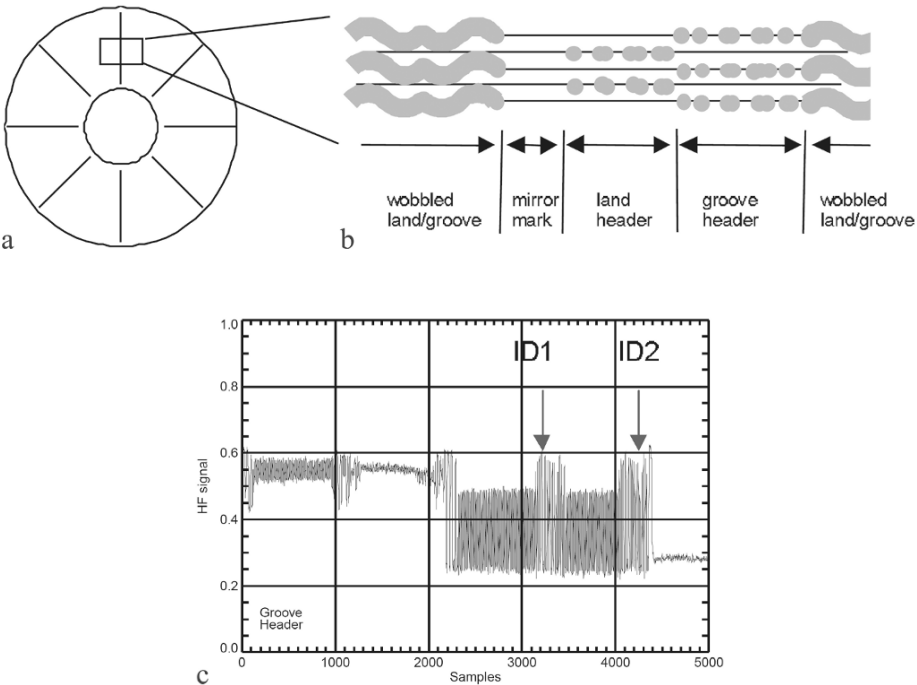 a
b
wobbled
land/groove
mirror
mark
land
header
groove
header
wobbled
land/groove
c
HF signal
1.0
0.8
0.6
0.4
0.2
0.0
ID1
ID2
Groove
Header
0
1000
2000
3000
4000
5000
Samples